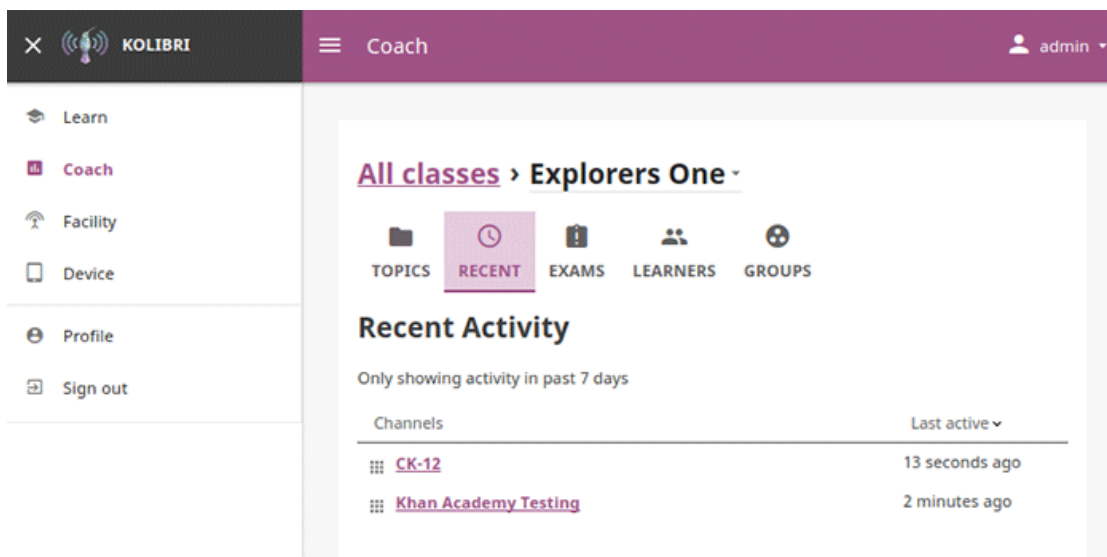 KOLIBRI
Coach
admin
Learn
Coach
Facility
Device
Profile
Sign out
All classes › Explorers One
TOPICS RECENT EXAMS LEARNERS GROUPS
Recent Activity
Only showing activity in past 7 days
Channels Last active
CK-12 13 seconds ago
Khan Academy Testing 2 minutes ago